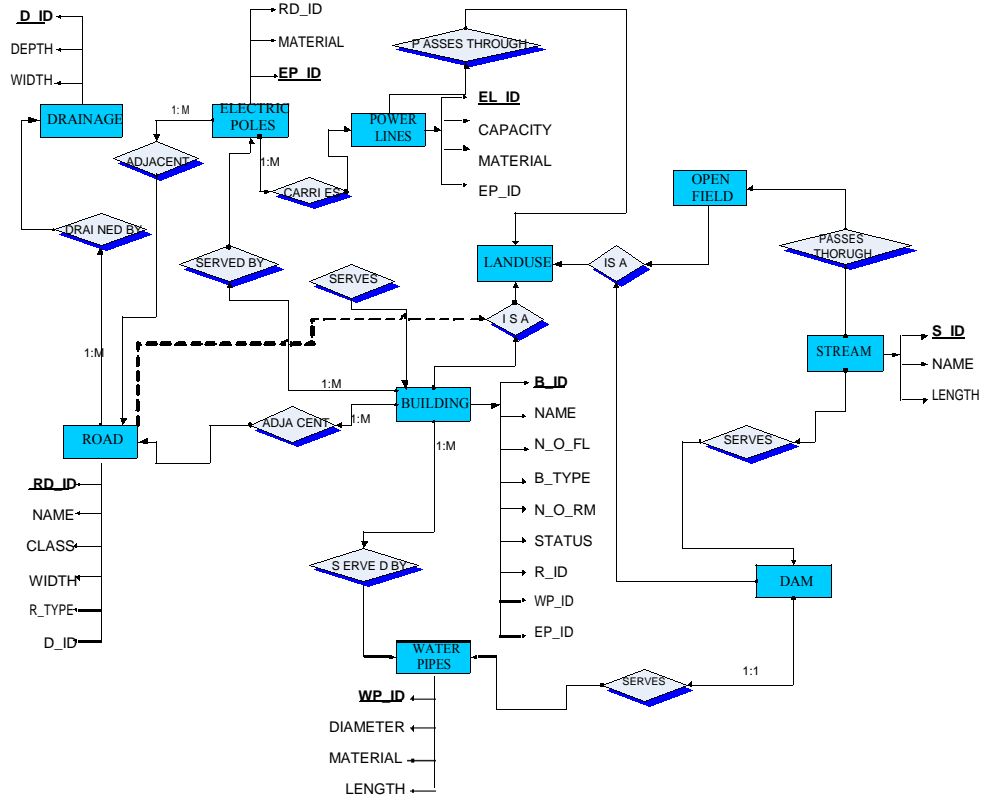 D_ID
DEPTH
WIDTH
DRAINAGE
RD_ID
MATERIAL
EP_ID
1: M
ELECTRIC
POLES
1:M
ADJACENT
CARRI ES
P ASSES THROUGH
POWER
LINES
EL_ID
CAPACITY
MATERIAL
EP_ID
OPEN
FIELD
DRAI NED BY
SERVED BY
SERVES
LANDUSE
IS A
PASSES
THORUGH
I S A
STREAM
S_ID
NAME
LENGTH
1:M
1:M
BUILDING
1:M
1:M
ADJA CENT
ROAD
B_ID
NAME
N_O_FL
B_TYPE
N_O_RM
STATUS
R_ID
WP_ID
EP_ID
SERVES
RD_ID
NAME
CLASS
WIDTH
R_TYPE
D_ID
S ERVE D BY
DAM
WATER
PIPES
SERVES
1:1
WP_ID
DIAMETER
MATERIAL
LENGTH